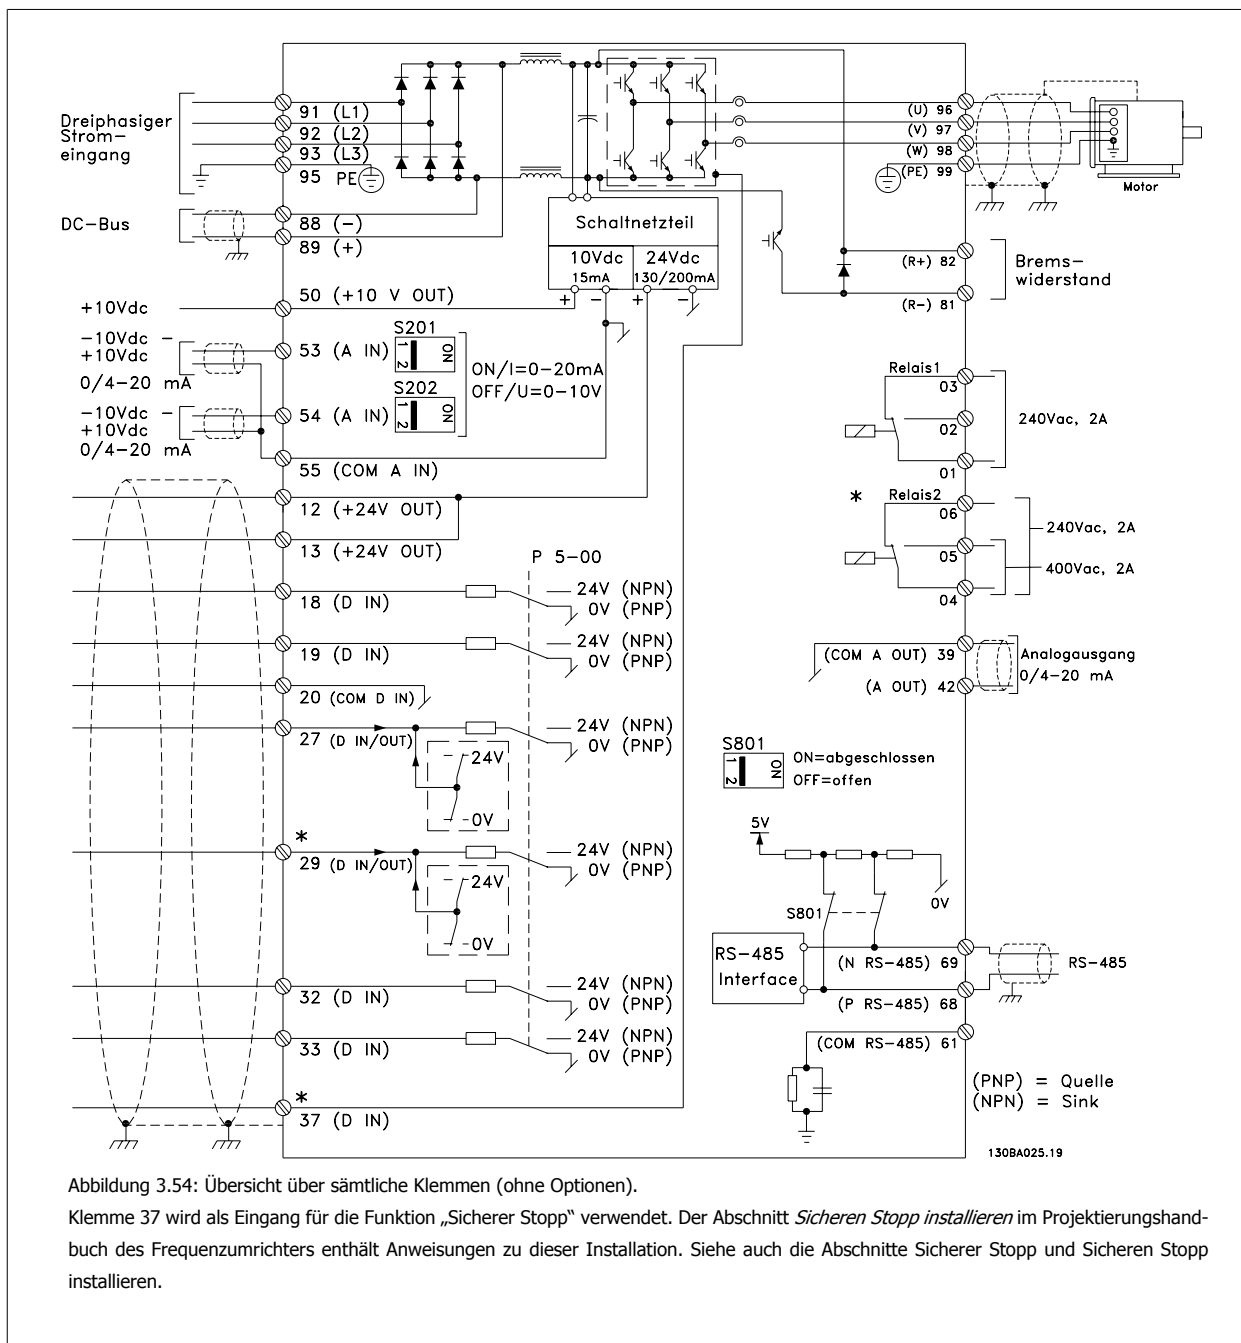 Dreiphasiger
Strom-
eingang
91 (L1)
92 (L2)
93 (L3)
95 PE
DC-Bus
88 (-)
89 (+)
+10Vdc
50 (+10 V OUT)
-10Vdc -
+10Vdc
0/4-20 mA
53 (A IN)
S201
1 2
ON
ON/I=0-20mA
OFF/U=0-10V
S202
1 2
ON
-10Vdc -
+10Vdc
0/4-20 mA
54 (A IN)
55 (COM A IN)
12 (+24V OUT)
13 (+24V OUT)
P 5-00
18 (D IN)
24V (NPN)
0V (PNP)
19 (D IN)
24V (NPN)
0V (PNP)
20 (COM D IN)
27 (D IN/OUT)
24V (NPN)
0V (PNP)
24V
0V
*
29 (D IN/OUT)
24V (NPN)
0V (PNP)
24V
0V
32 (D IN)
24V (NPN)
0V (PNP)
33 (D IN)
24V (NPN)
0V (PNP)
*
37 (D IN)
Schaltnetzteil
10Vdc
15mA
24Vdc
130/200mA
+ - + -
(U) 96
(V) 97
(W) 98
(PE) 99
Motor
(R+) 82
(R-) 81
Brems-
widerstand
Relais1
03
02
01
240Vac, 2A
*
Relais2
06
05
04
240Vac, 2A
400Vac, 2A
(COM A OUT) 39
(A OUT) 42
Analogausgang
0/4-20 mA
S801
1 2
ON
ON=abgeschlossen
OFF=offen
5V
0V
S801
RS-485
Interface
(N RS-485) 69
(P RS-485) 68
RS-485
(COM RS-485) 61
(PNP) = Quelle
(NPN) = Sink
130BA025.19
Abbildung 3.54: Übersicht über sämtliche Klemmen (ohne Optionen).
Klemme 37 wird als Eingang für die Funktion „Sicherer Stopp“ verwendet. Der Abschnitt Sicheren Stopp installieren im Projektierungshand-
buch des Frequenzumrichters enthält Anweisungen zu dieser Installation. Siehe auch die Abschnitte Sicherer Stopp und Sicheren Stopp
installieren.